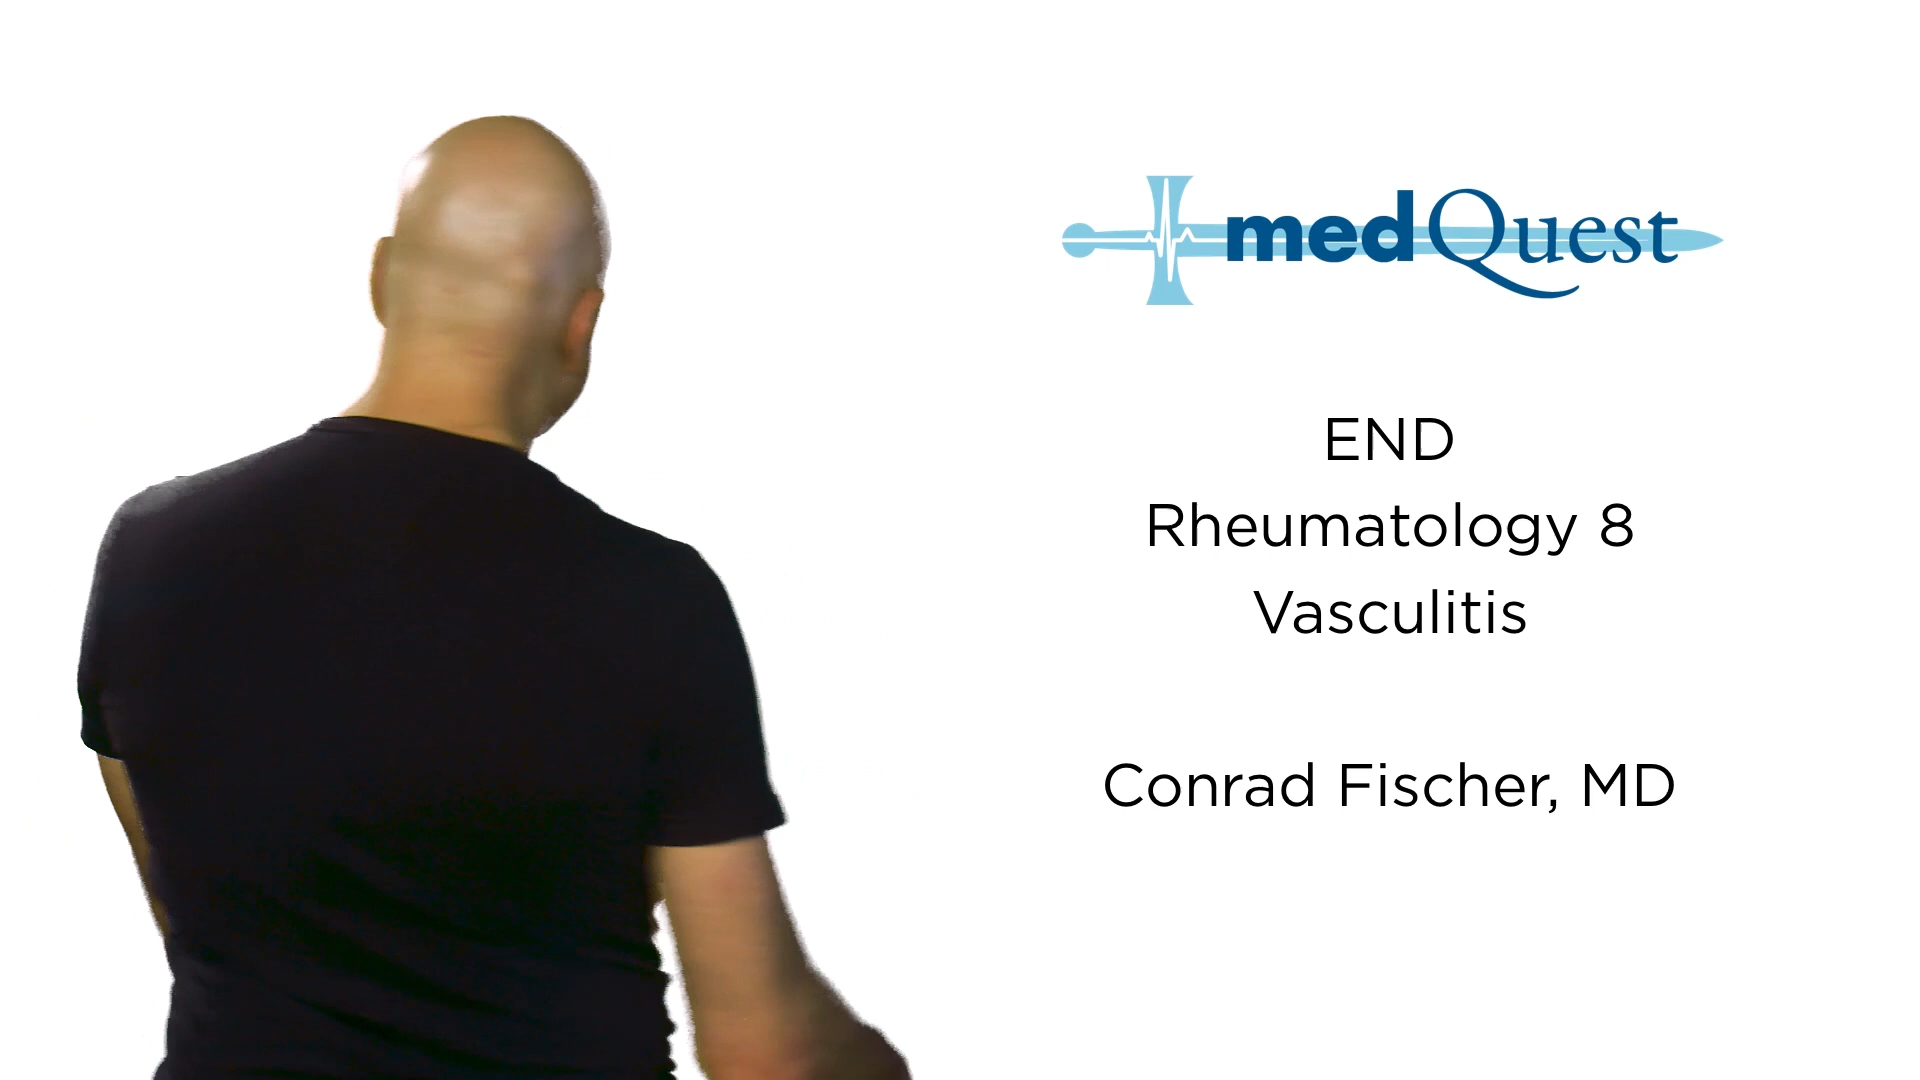 medQuest
END
Rheumatology 8
Vasculitis
Conrad Fischer, MD